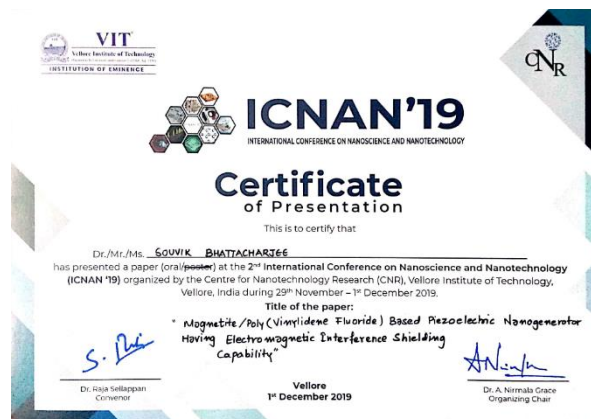 VIT
Vellore Institute of Technology
INSTITUTION OF EMINENCE
CNR
ICNAN'19
INTERNATIONAL CONFERENCE ON NANOSCIENCE AND NANOTECHNOLOGY
Certificate
of Presentation
This is to certify that
Dr./Mr./Ms. SOUVIK BHATTACHARJEE
has presented a paper (oral/poster) at the 2nd International Conference on Nanoscience and Nanotechnology
(ICNAN '19) organized by the Centre for Nanotechnology Research (CNR), Vellore Institute of Technology,
Vellore, India during 29th November – 1st December 2019.
Title of the paper:
" Magnetite/Poly(Vinylidene Fluoride) Based Piezoelectric Nanogenerator
Having Electromagnetic Interference Shielding
Capability"
Dr. Raja Sellappan
Convenor
Vellore
1st December 2019
Dr. A. Nirmala Grace
Organizing Chair